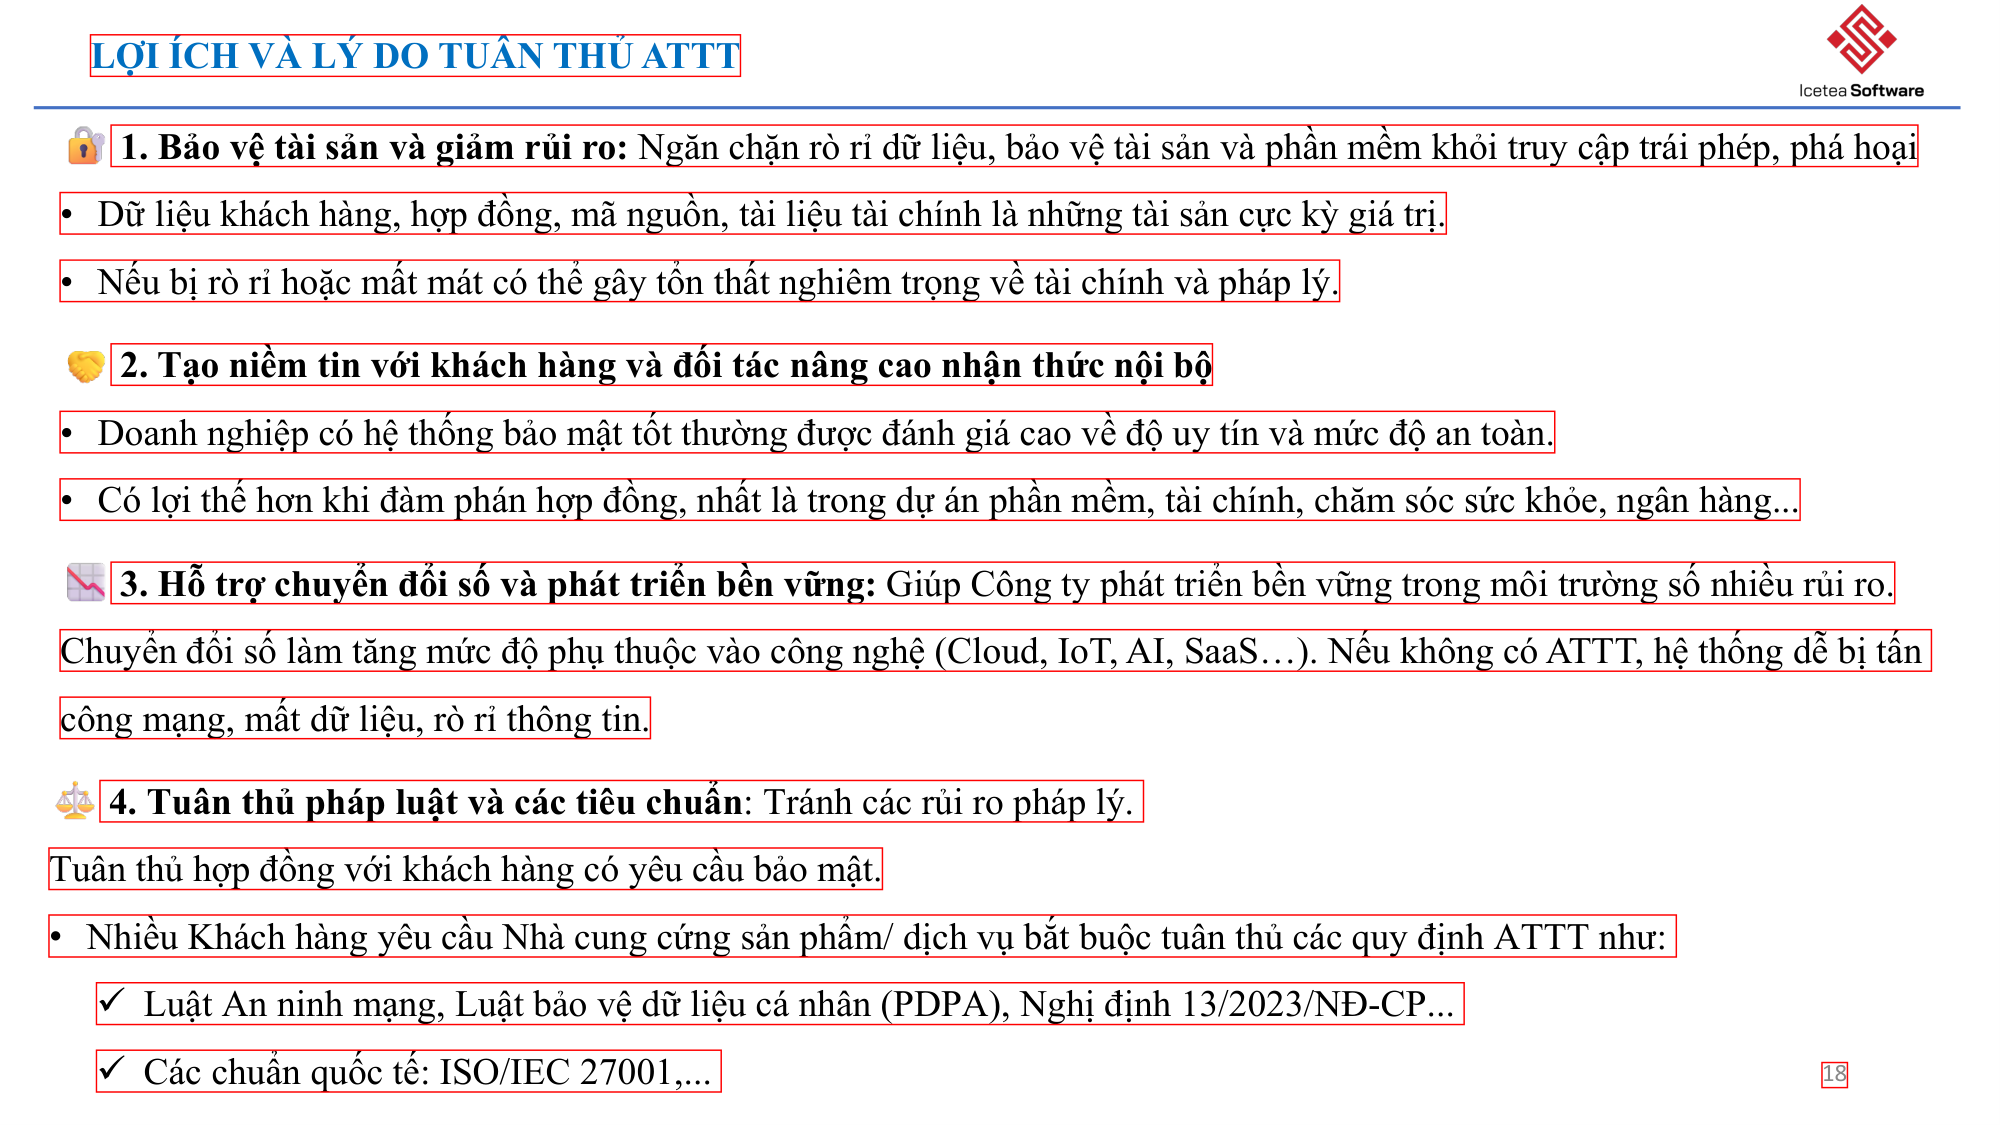 LỢI ÍCH VÀ LÝ DO TUÂN THỦ ATTT
Icetea Software
1. Bảo vệ tài sản và giảm rủi ro: Ngăn chặn rò rỉ dữ liệu, bảo vệ tài sản và phần mềm khỏi truy cập trái phép, phá hoại
• Dữ liệu khách hàng, hợp đồng, mã nguồn, tài liệu tài chính là những tài sản cực kỳ giá trị.
• Nếu bị rò rỉ hoặc mất mát có thể gây tổn thất nghiêm trọng về tài chính và pháp lý.
2. Tạo niềm tin với khách hàng và đối tác nâng cao nhận thức nội bộ
• Doanh nghiệp có hệ thống bảo mật tốt thường được đánh giá cao về độ uy tín và mức độ an toàn.
• Có lợi thế hơn khi đàm phán hợp đồng, nhất là trong dự án phần mềm, tài chính, chăm sóc sức khỏe, ngân hàng...
3. Hỗ trợ chuyển đổi số và phát triển bền vững: Giúp Công ty phát triển bền vững trong môi trường số nhiều rủi ro.
Chuyển đổi số làm tăng mức độ phụ thuộc vào công nghệ (Cloud, IoT, AI, SaaS…). Nếu không có ATTT, hệ thống dễ bị tấn
công mạng, mất dữ liệu, rò rỉ thông tin.
4. Tuân thủ pháp luật và các tiêu chuẩn: Tránh các rủi ro pháp lý.
Tuân thủ hợp đồng với khách hàng có yêu cầu bảo mật.
• Nhiều Khách hàng yêu cầu Nhà cung cứng sản phẩm/ dịch vụ bắt buộc tuân thủ các quy định ATTT như:
✓ Luật An ninh mạng, Luật bảo vệ dữ liệu cá nhân (PDPA), Nghị định 13/2023/NĐ-CP...
✓ Các chuẩn quốc tế: ISO/IEC 27001,...
18